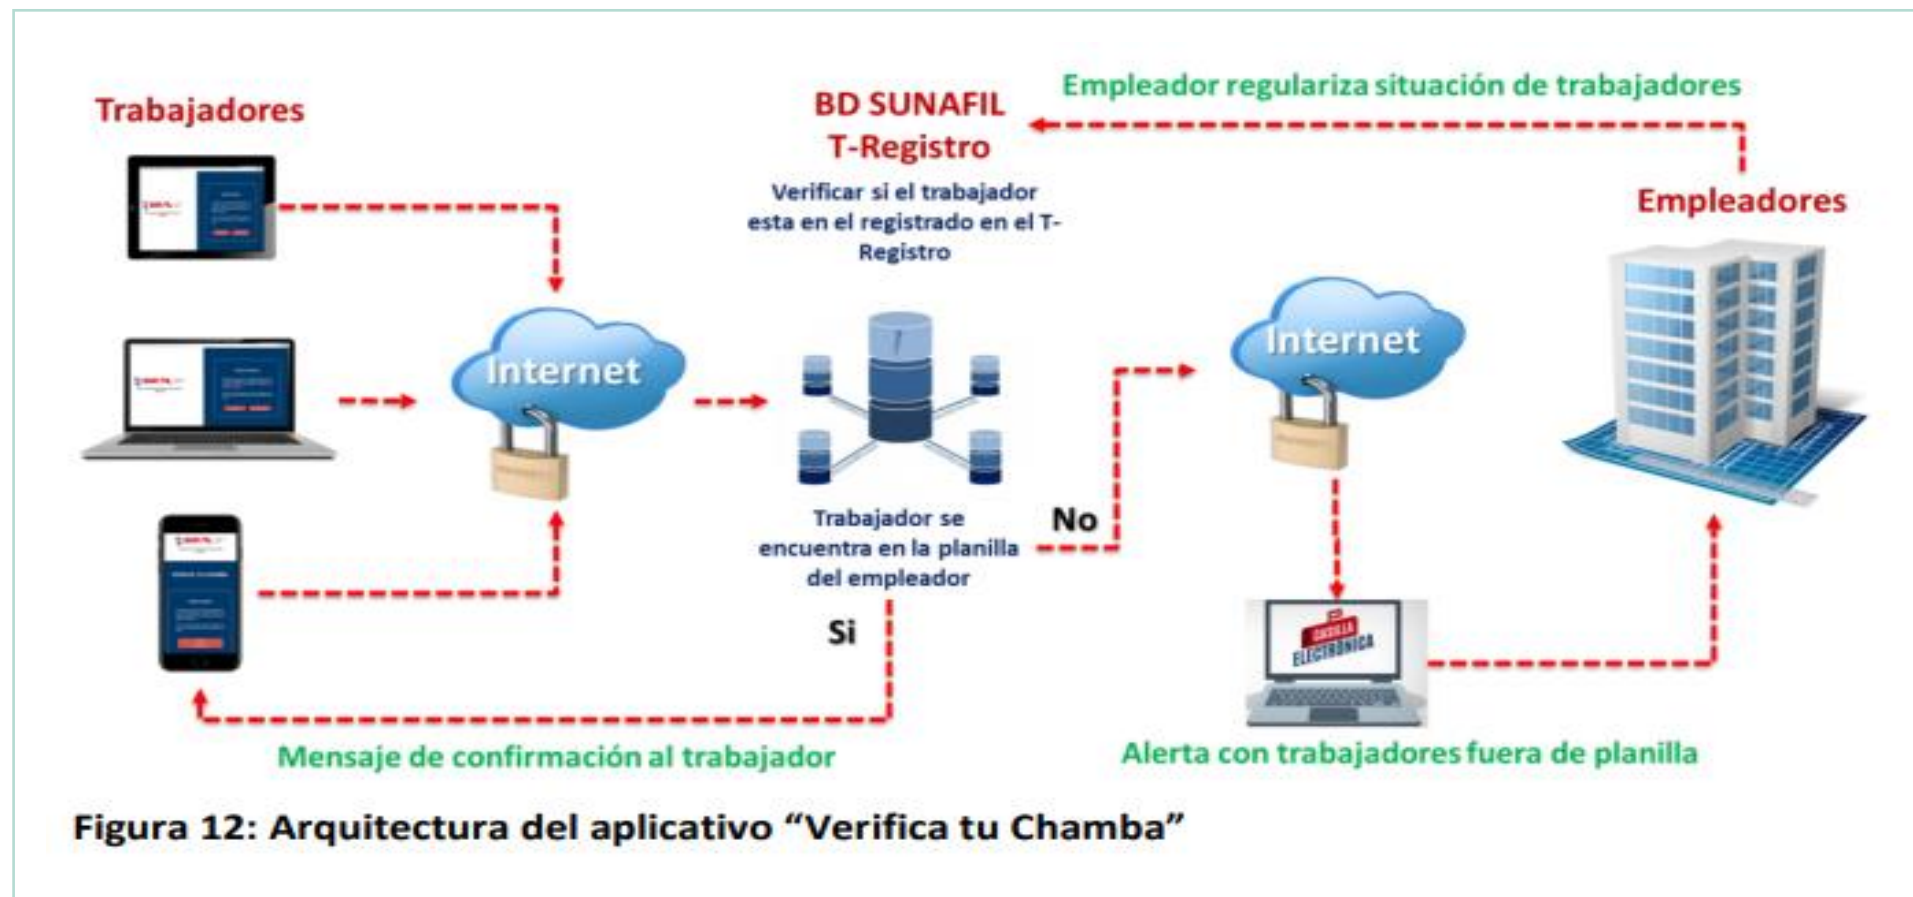 Trabajadores
BD SUNAFIL
T-Registro
Verificar si el trabajador
esta en el registrado en el T-
Registro
Empleador regulariza situación de trabajadores
Empleadores
Internet
Internet
Trabajador se
encuentra en la planilla
del empleador
No
Si
CASILLA
ELECTRÓNICA
Mensaje de confirmación al trabajador
Alerta con trabajadores fuera de planilla
Figura 12: Arquitectura del aplicativo “Verifica tu Chamba”